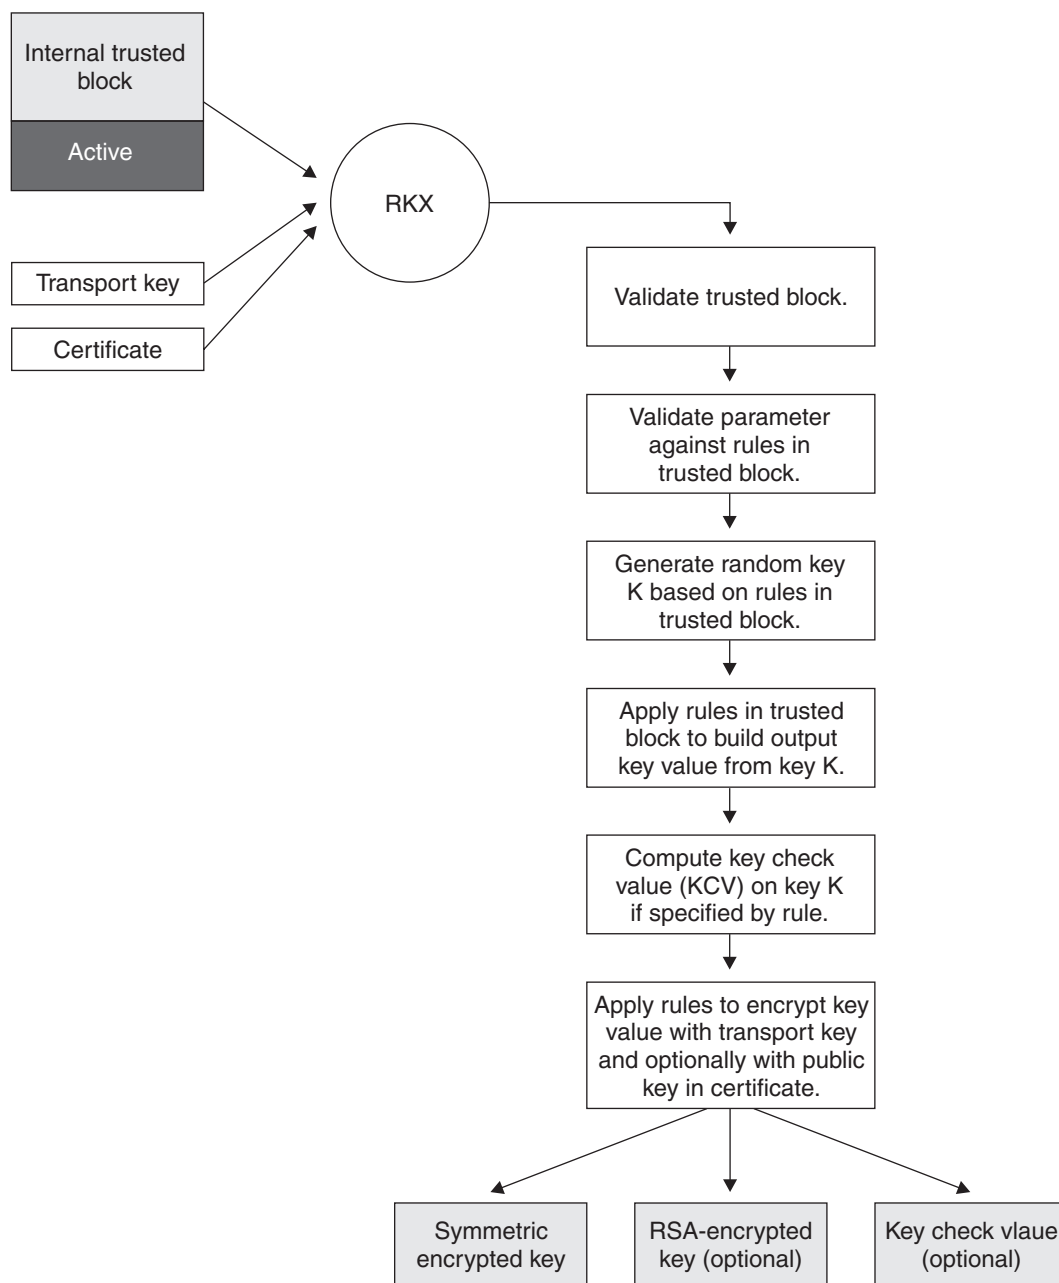 Internal trusted
block
Active
RKX
Transport key
Certificate
Validate trusted block.
Validate parameter
against rules in
trusted block.
Generate random key
K based on rules in
trusted block.
Apply rules in trusted
block to build output
key value from key K.
Compute key check
value (KCV) on key K
if specified by rule.
Apply rules to encrypt key
value with transport key
and optionally with public
key in certificate.
Symmetric
encrypted key
RSA-encrypted
key (optional)
Key check vlaue
(optional)